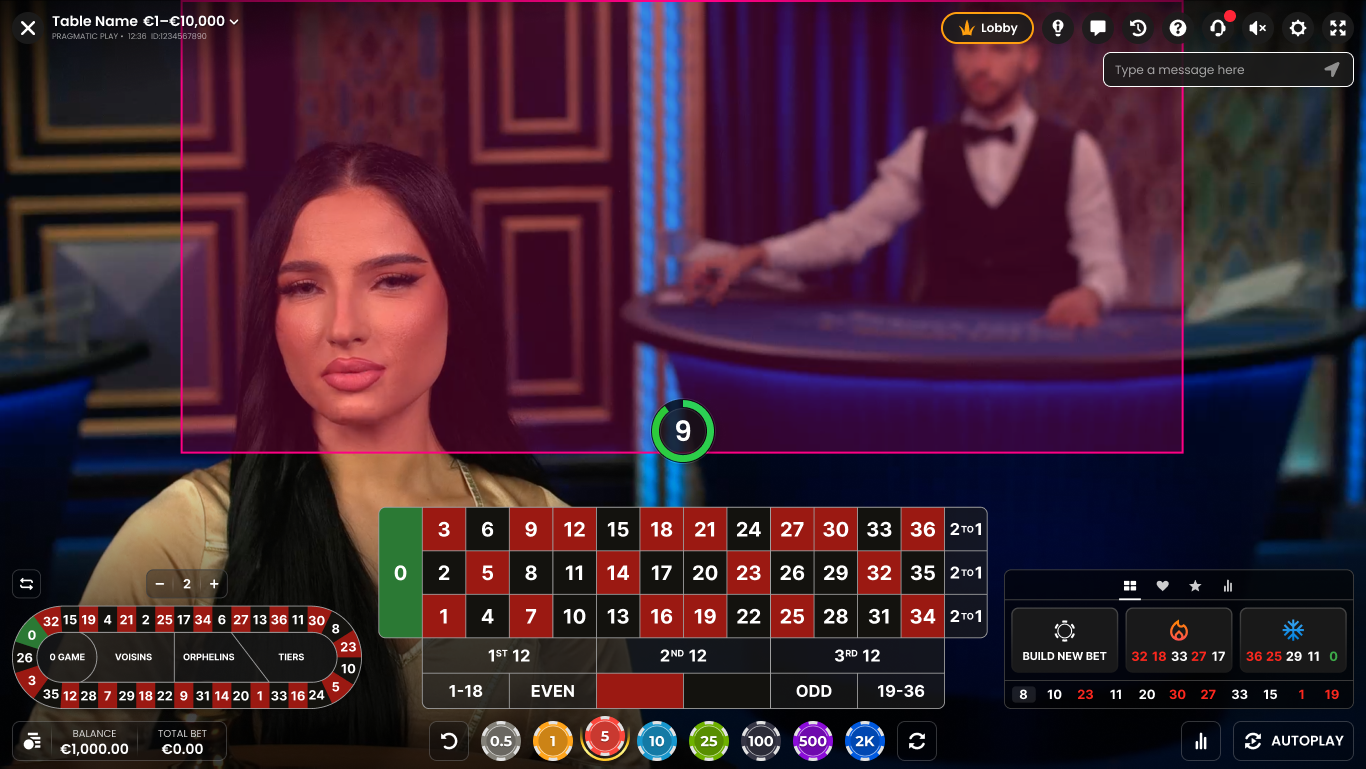 Table Name €1–€10,000
PRAGMATIC PLAY • 12:36 ID:1234567890
Lobby
Type a message here
9
3 6 9 12 15 18 21 24 27 30 33 36 2 TO 1
0 2 5 8 11 14 17 20 23 26 29 32 35 2 TO 1
1 4 7 10 13 16 19 22 25 28 31 34 2 TO 1
1ST 12 2ND 12 3RD 12
1-18 EVEN ODD 19-36
− 2 +
32 15 19 4 21 2 25 17 34 6 27 13 36 11 30 8
0 23
26 0 GAME VOISINS ORPHELINS TIERS 10
3 5
35 12 28 7 29 18 22 9 31 14 20 1 33 16 24
BUILD NEW BET
32 18 33 27 17
36 25 29 11 0
8 10 23 11 20 30 27 33 15 1 19
BALANCE
€1,000.00
TOTAL BET
€0.00
0.5 1 5 10 25 100 500 2K
AUTOPLAY